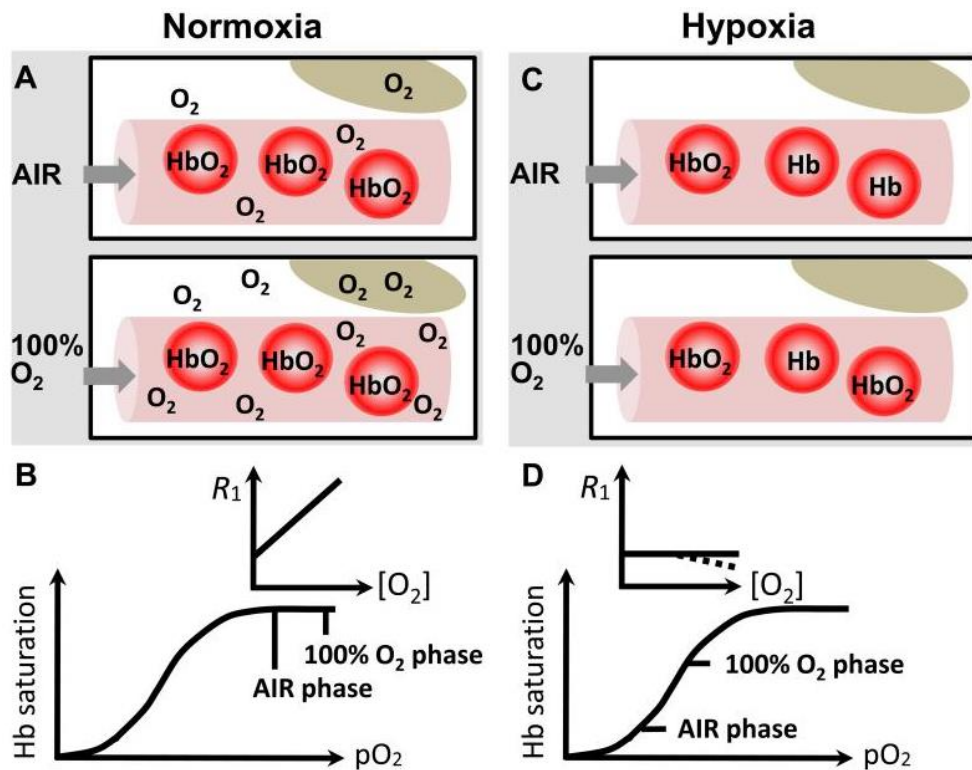 Normoxia
Hypoxia
A
O₂
O₂
O₂
HbO₂
HbO₂
HbO₂
O₂
AIR
C
HbO₂
Hb
Hb
AIR
O₂
O₂
O₂
O₂
O₂
O₂
HbO₂
HbO₂
HbO₂
O₂
O₂
O₂
100%
O₂
HbO₂
Hb
HbO₂
100%
O₂
B
R₁
[O₂]
Hb saturation
100% O₂ phase
AIR phase
pO₂
D
R₁
[O₂]
Hb saturation
100% O₂ phase
AIR phase
pO₂